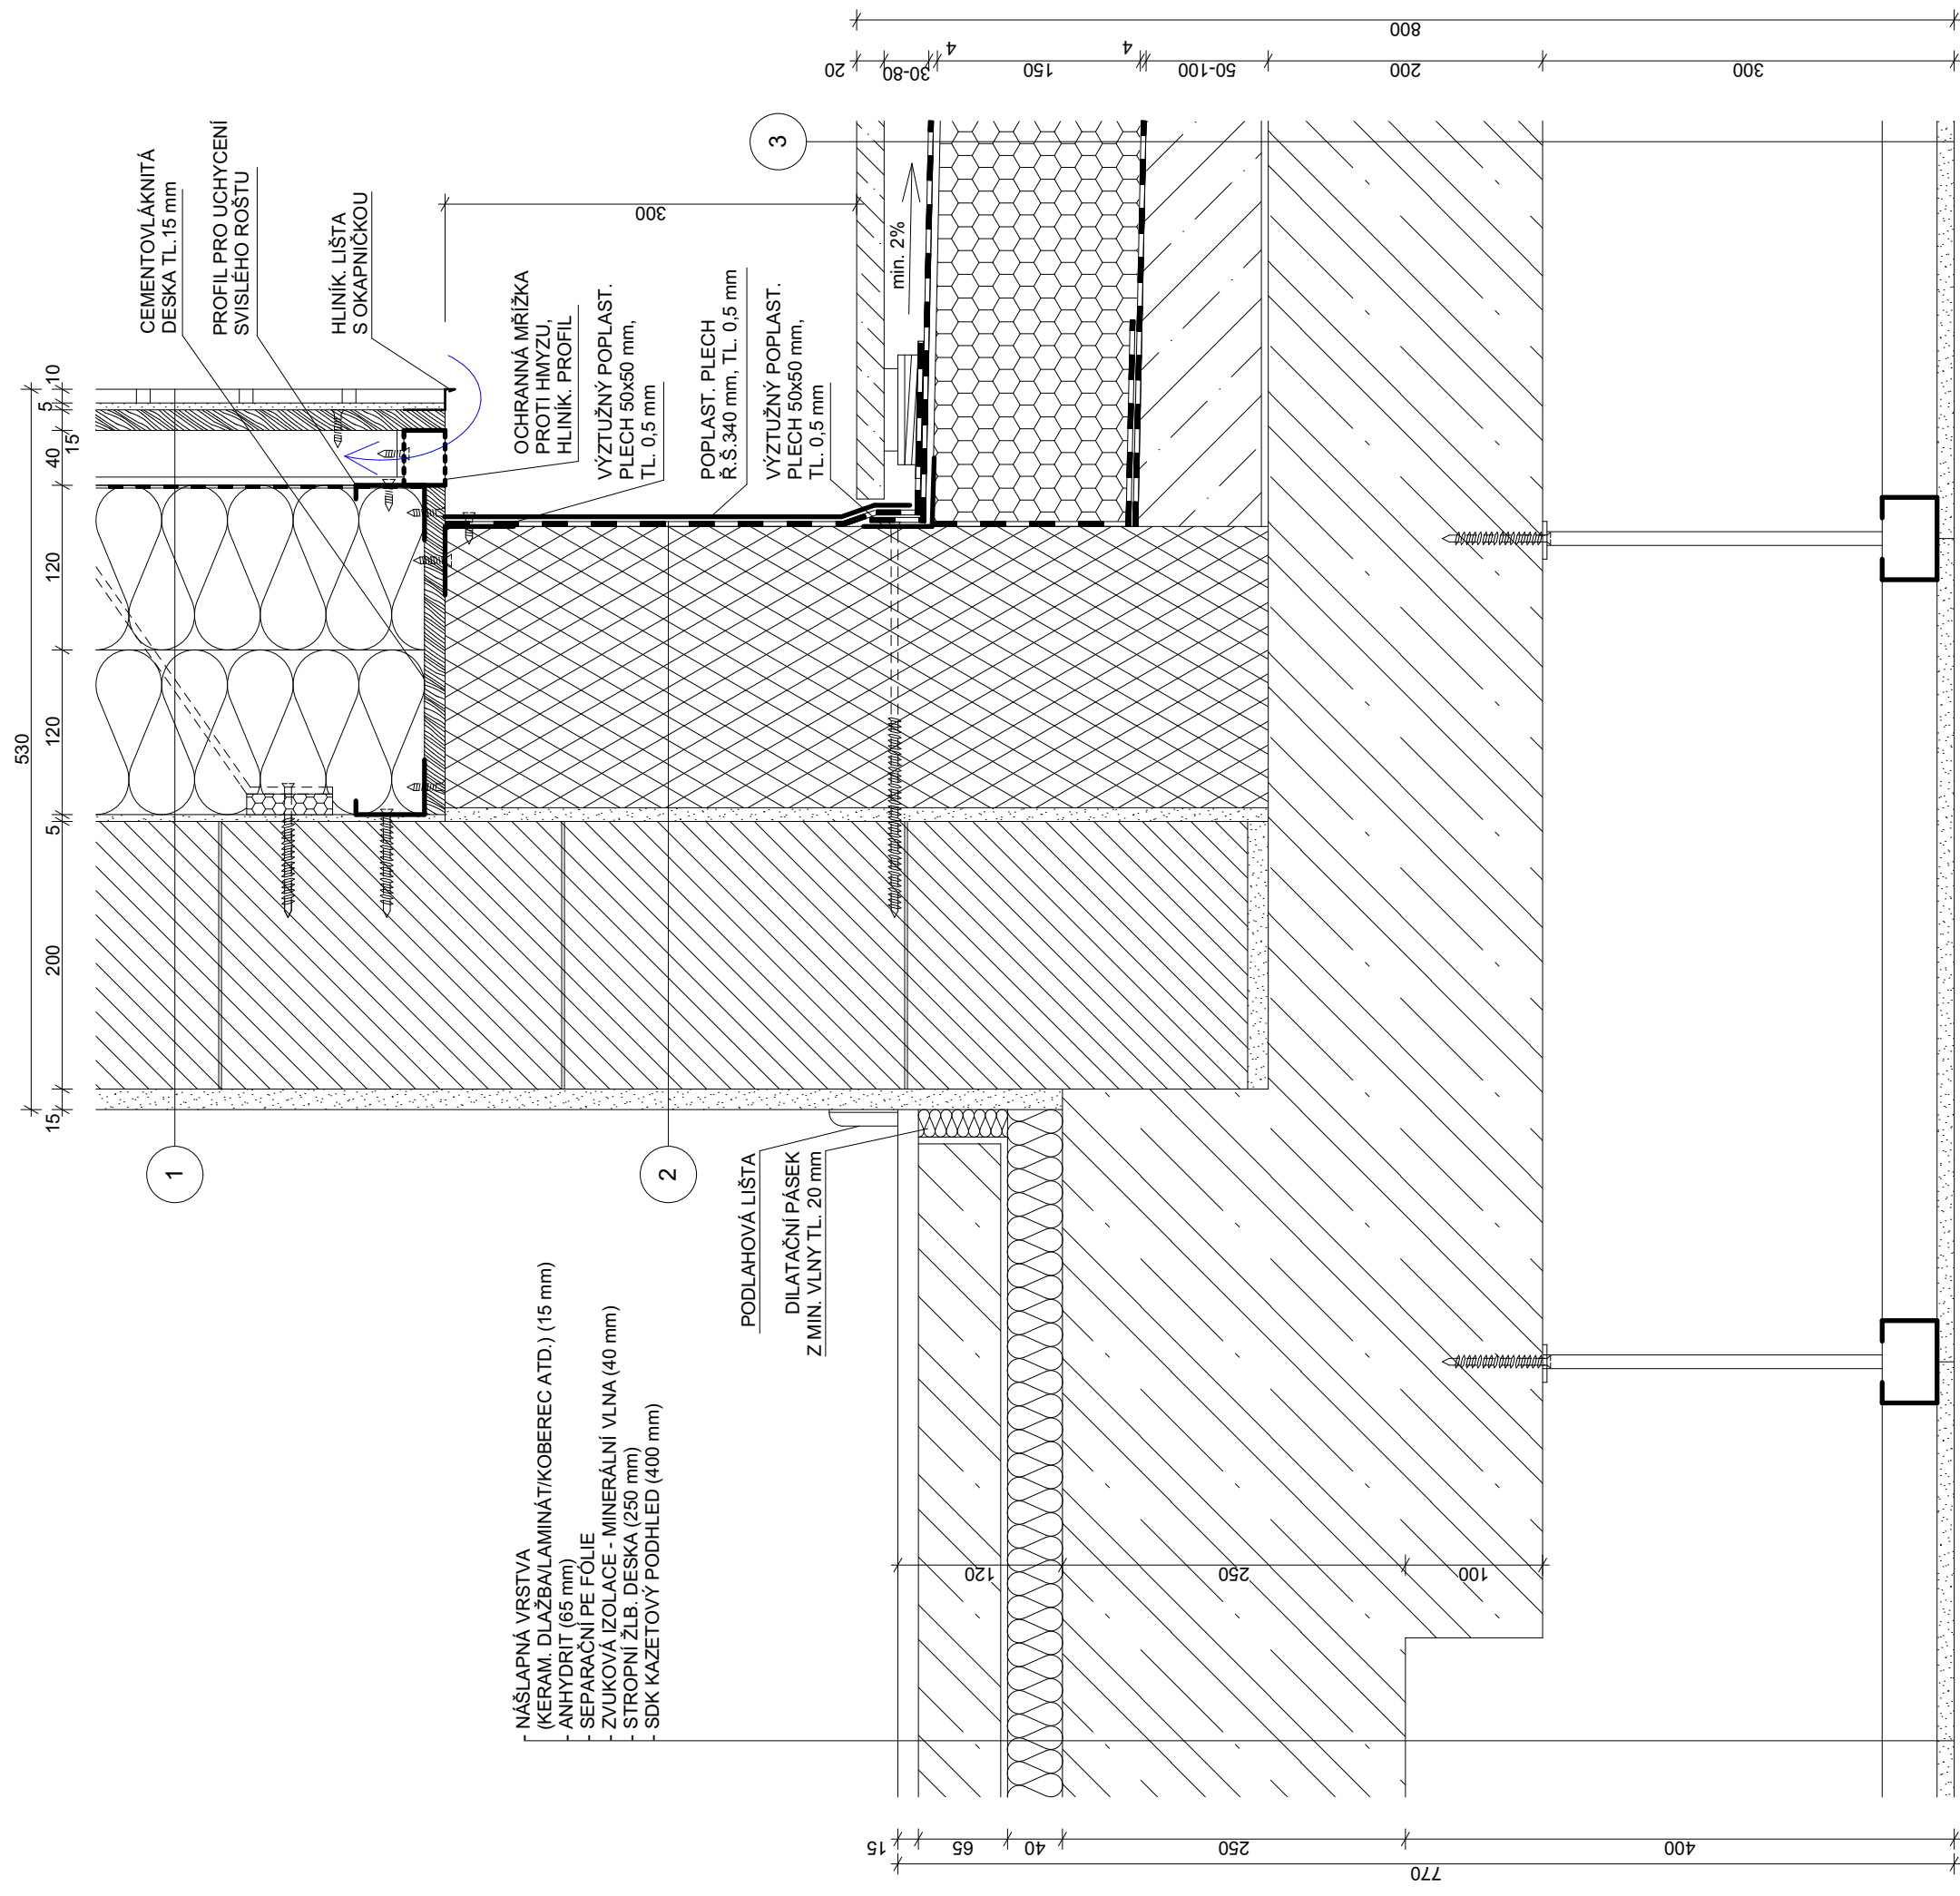 CEMENTOVLÁKNITÁ
DESKA TL.15 mm
PROFIL PRO UCHYCENÍ
SVISLÉHO ROŠTU
HLINÍK. LIŠTA
S OKAPNIČKOU
OCHRANNÁ MŘÍŽKA
PROTI HMYZU,
HLINÍK. PROFIL
VÝZTUŽNÝ POPLAST.
PLECH 50x50 mm,
TL. 0,5 mm
POPLAST. PLECH
Ř.Š.340 mm, TL. 0,5 mm
VÝZTUŽNÝ POPLAST.
PLECH 50x50 mm,
TL. 0,5 mm
min. 2%
1
2
3
PODLAHOVÁ LIŠTA
DILATAČNÍ PÁSEK
Z MIN. VLNY TL. 20 mm
NÁŠLAPNÁ VRSTVA
(KERAM. DLAŽBA/LAMINÁT/KOBEREC ATD.) (15 mm)
ANHYDRIT (65 mm)
SEPARAČNÍ PE FÓLIE
ZVUKOVÁ IZOLACE - MINERÁLNÍ VLNA (40 mm)
STROPNÍ ŽLB. DESKA (250 mm)
SDK KAZETOVÝ PODHLED (400 mm)
530
15
200
5
120
120
40
15
5
10
300
20
30-80
4
150
4
50-100
200
300
800
120
250
100
15
65
40
250
400
770